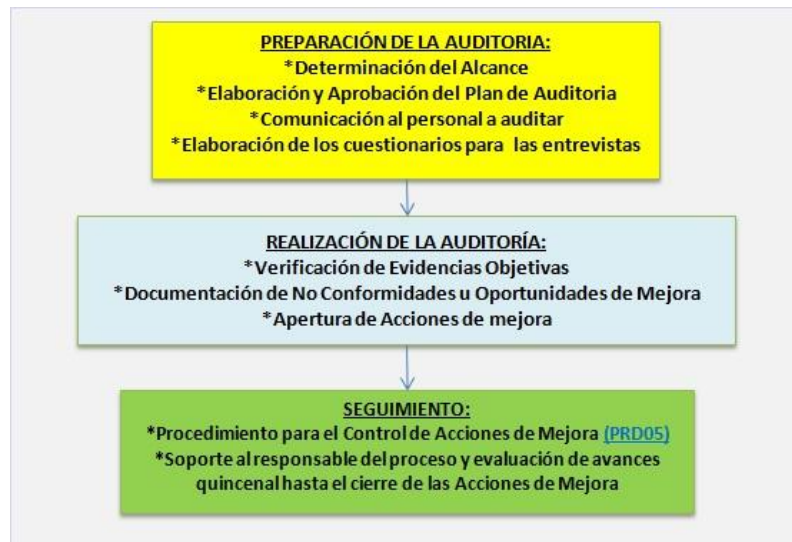 PREPARACIÓN DE LA AUDITORIA:
*Determinación del Alcance
*Elaboración y Aprobación del Plan de Auditoria
*Comunicación al personal a auditar
*Elaboración de los cuestionarios para las entrevistas
REALIZACIÓN DE LA AUDITORÍA:
*Verificación de Evidencias Objetivas
*Documentación de No Conformidades u Oportunidades de Mejora
*Apertura de Acciones de mejora
SEGUIMIENTO:
*Procedimiento para el Control de Acciones de Mejora (PRD05)
*Soporte al responsable del proceso y evaluación de avances
quincenal hasta el cierre de las Acciones de Mejora